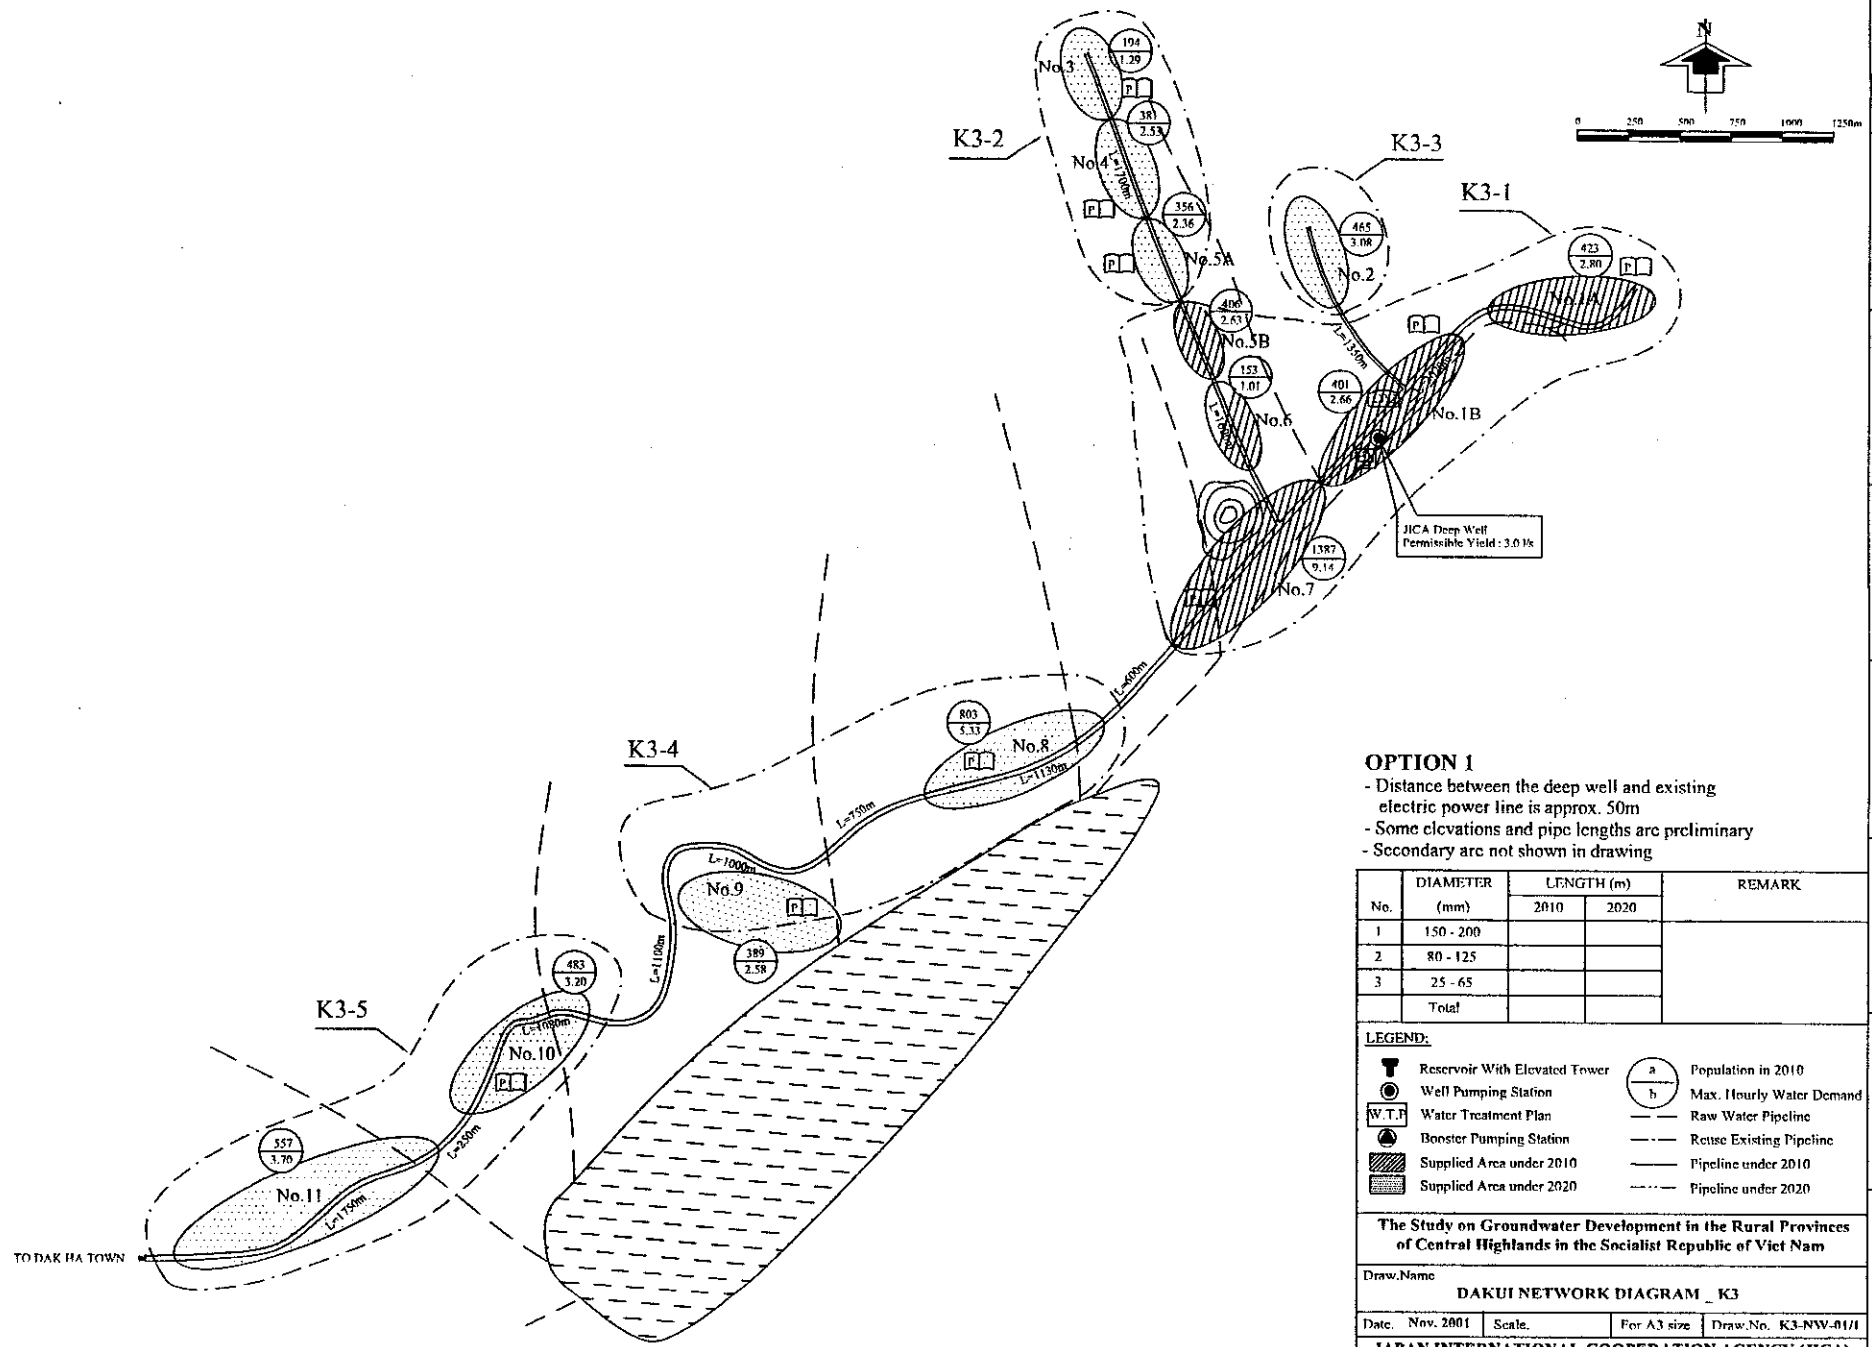 N
0 250 500 750 1000 1250m
K3-2
K3-3
K3-1
No.3
194
1.29
P
381
2.53
No.4
L=1700m
P
356
2.36
P
No.5A
465
3.08
No.2
423
2.80
P
No.1A
406
2.63
No.5B
P
L=1350m
153
1.01
No.6
401
2.66
No.1B
JICA Deep Well
Permissible Yield : 3.0 l/s
1387
9.14
No.7
L=600m
K3-4
803
5.33
No.8
P
L=1130m
L=750m
L=1000m
No.9
P
389
2.58
L=1100m
K3-5
483
3.20
L=1080m
No.10
P
L=250m
557
3.70
No.11
L=1750m
TO DAK HA TOWN
OPTION 1
- Distance between the deep well and existing
electric power line is approx. 50m
- Some elevations and pipe lengths are preliminary
- Secondary are not shown in drawing
No. DIAMETER (mm) LENGTH (m) REMARK
2010 2020
1 150 - 200
2 80 - 125
3 25 - 65
Total
LEGEND:
Reservoir With Elevated Tower
Well Pumping Station
W.T.P Water Treatment Plan
Booster Pumping Station
Supplied Area under 2010
Supplied Area under 2020
a Population in 2010
b Max. Hourly Water Demand
Raw Water Pipeline
Reuse Existing Pipeline
Pipeline under 2010
Pipeline under 2020
The Study on Groundwater Development in the Rural Provinces
of Central Highlands in the Socialist Republic of Viet Nam
Draw.Name
DAKUI NETWORK DIAGRAM _ K3
Date. Nov. 2001 Scale. For A3 size Draw.No. K3-NW-01/1
JAPAN INTERNATIONAL COOPERATION AGENCY (JICA)